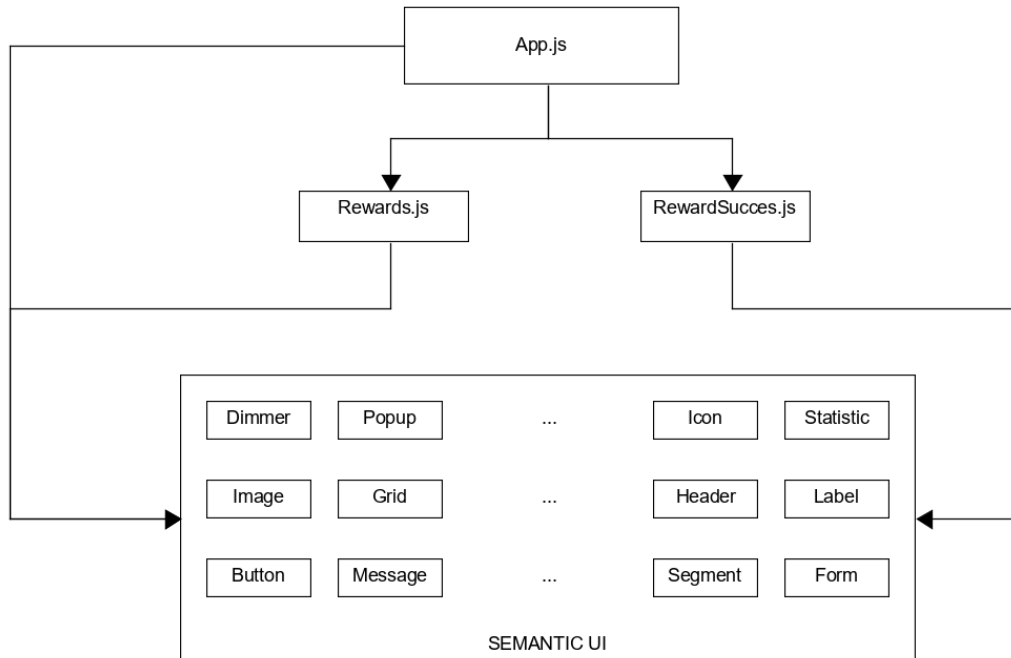 App.js
Rewards.js
RewardSucces.js
Dimmer Popup ... Icon Statistic
Image Grid ... Header Label
Button Message ... Segment Form
SEMANTIC UI